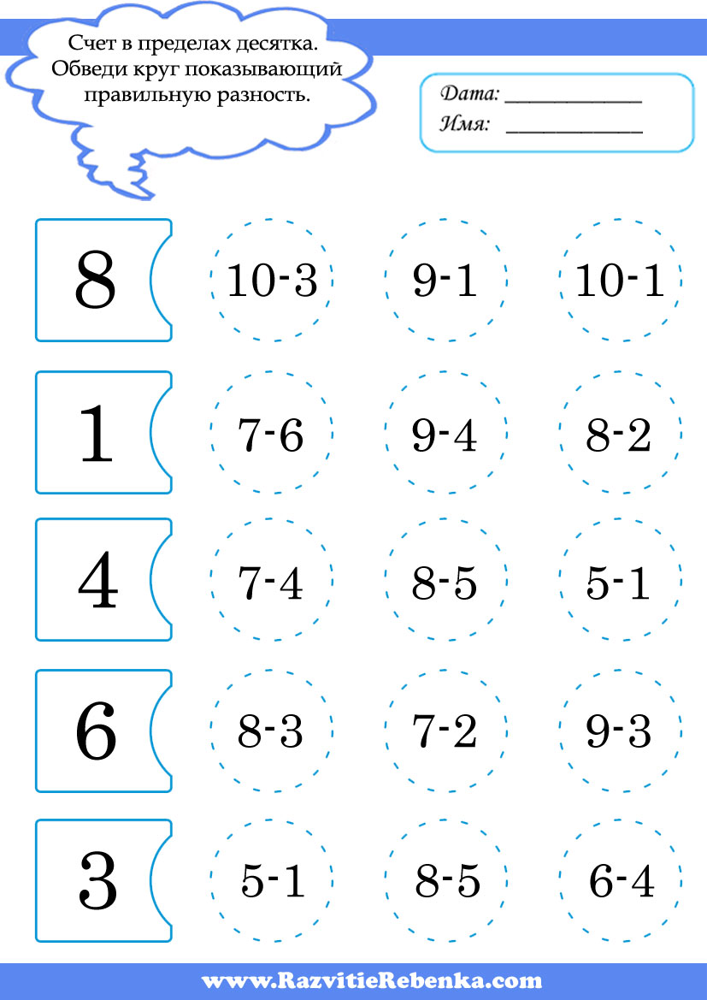 Счет в пределах десятка.
Обведи круг показывающий
правильную разность.
Дата: ___________
Имя: ___________
8 10-3 9-1 10-1
1 7-6 9-4 8-2
4 7-4 8-5 5-1
6 8-3 7-2 9-3
3 5-1 8-5 6-4
www.RazvitieRebenka.com